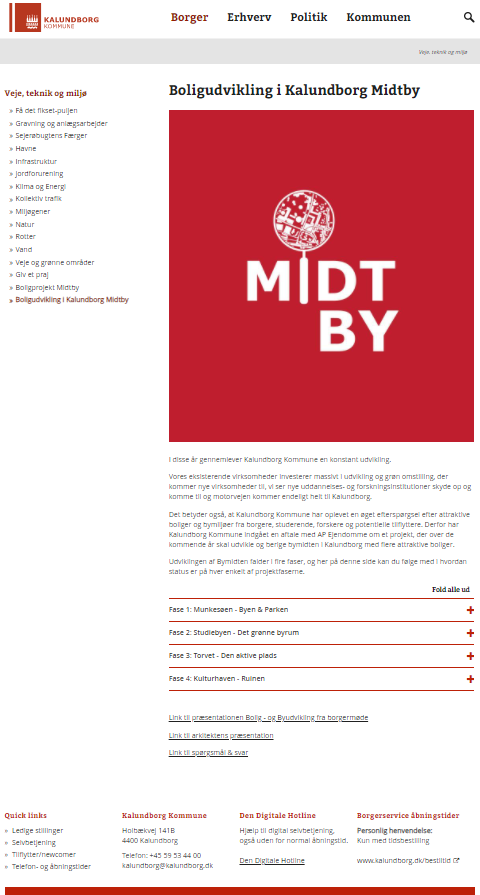 KALUNDBORG
KOMMUNE
Borger
Erhverv
Politik
Kommunen
Veje, teknik og miljø
Veje, teknik og miljø
» Få det fikset-puljen
» Gravning og anlægsarbejder
» Sejerøbugtens Færger
» Havne
» Infrastruktur
» Jordforurening
» Klima og Energi
» Kollektiv trafik
» Miljøgener
» Natur
» Rotter
» Vand
» Veje og grønne områder
» Giv et praj
» Boligprojekt Midtby
» Boligudvikling i Kalundborg Midtby
Boligudvikling i Kalundborg Midtby
MIDT
BY
I disse år gennemlever Kalundborg Kommune en konstant udvikling.
Vores eksisterende virksomheder investerer massivt i udvikling og grøn omstilling, der
kommer nye virksomheder til, vi ser nye uddannelses- og forskningsinstitutioner skyde op og
komme til og motorvejen kommer endeligt helt til Kalundborg.
Det betyder også, at Kalundborg Kommune har oplevet en øget efterspørgsel efter attraktive
boliger og bymiljøer fra borgere, studerende, forskere og potentielle tilflyttere. Derfor har
Kalundborg Kommune indgået en aftale med AP Ejendomme om et projekt, der over de
kommende år skal udvikle og berige bymidten i Kalundborg med flere attraktive boliger.
Udviklingen af Bymidten falder i fire faser, og her på denne side kan du følge med i hvordan
status er på hver enkelt af projektfaserne.
Fold alle ud
Fase 1: Munkesøen - Byen & Parken
Fase 2: Studiebyen - Det grønne byrum
Fase 3: Torvet - Den aktive plads
Fase 4: Kulturhaven - Ruinen
Link til præsentationen Bolig - og Byudvikling fra borgermøde
Link til arkitektens præsentation
Link til spørgsmål & svar
Quick links
» Ledige stillinger
» Selvbetjening
» Tilflytter/newcomer
» Telefon- og åbningstider
Kalundborg Kommune
Holbækvej 141B
4400 Kalundborg
Telefon: +45 59 53 44 00
kalundborg@kalundborg.dk
Den Digitale Hotline
Hjælp til digital selvbetjening,
også uden for normal åbningstid.
Den Digitale Hotline
Borgerservice åbningstider
Personlig henvendelse:
Kun med tidsbestilling
www.kalundborg.dk/bestiltid